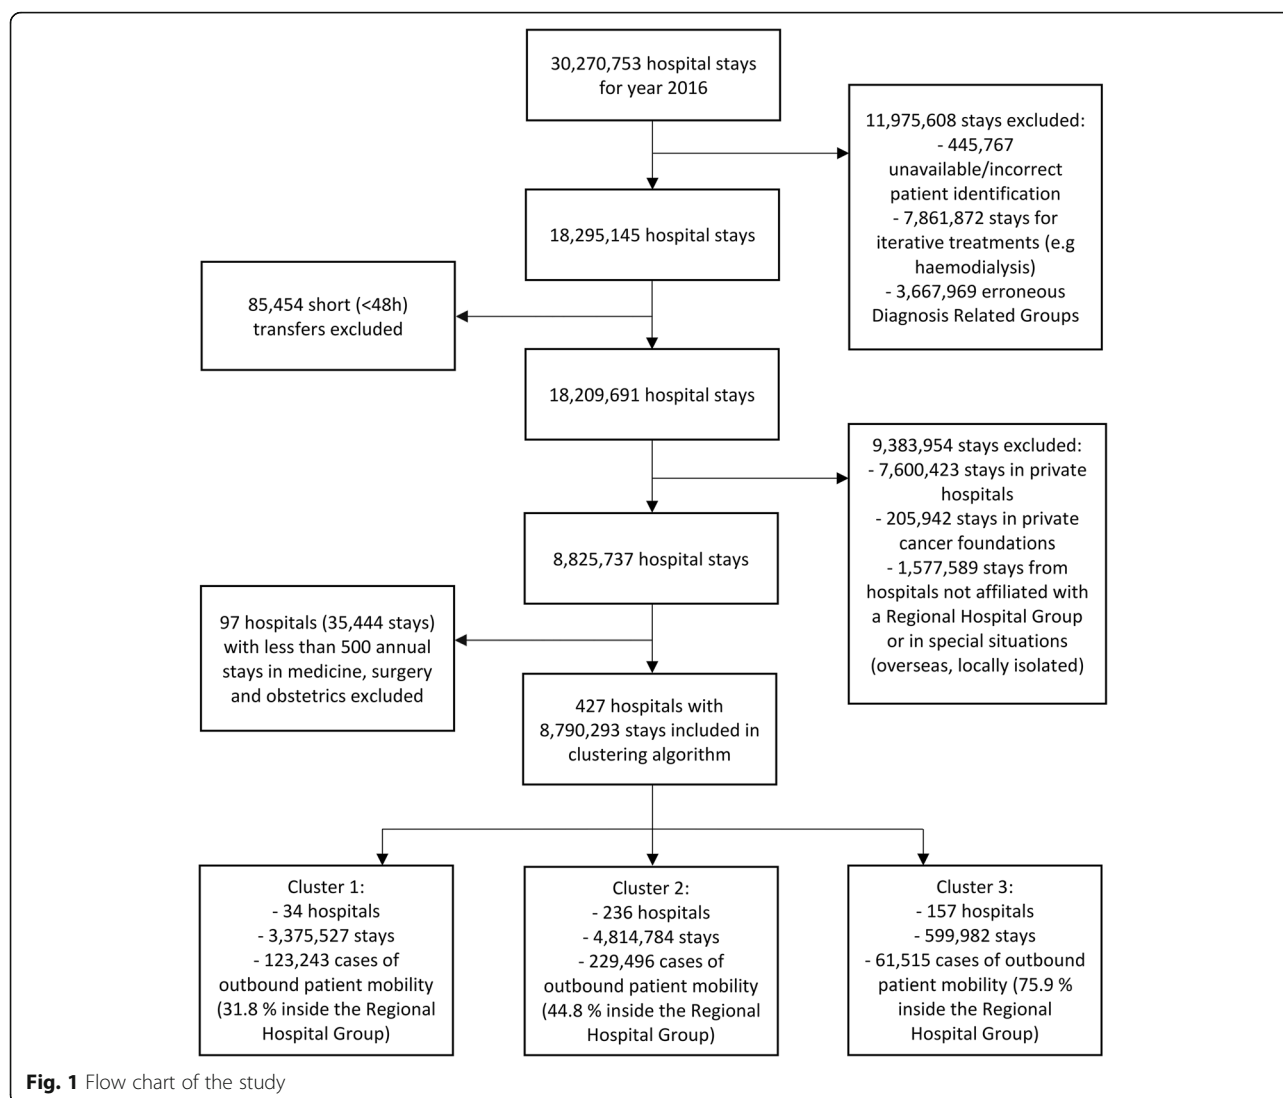 30,270,753 hospital stays
for year 2016
11,975,608 stays excluded:
- 445,767
unavailable/incorrect
patient identification
- 7,861,872 stays for
iterative treatments (e.g
haemodialysis)
- 3,667,969 erroneous
Diagnosis Related Groups
18,295,145 hospital stays
85,454 short (<48h)
transfers excluded
18,209,691 hospital stays
9,383,954 stays excluded:
- 7,600,423 stays in private
hospitals
- 205,942 stays in private
cancer foundations
- 1,577,589 stays from
hospitals not affiliated with
a Regional Hospital Group
or in special situations
(overseas, locally isolated)
8,825,737 hospital stays
97 hospitals (35,444 stays)
with less than 500 annual
stays in medicine, surgery
and obstetrics excluded
427 hospitals with
8,790,293 stays included in
clustering algorithm
Cluster 1:
- 34 hospitals
- 3,375,527 stays
- 123,243 cases of
outbound patient mobility
(31.8 % inside the Regional
Hospital Group)
Cluster 2:
- 236 hospitals
- 4,814,784 stays
- 229,496 cases of
outbound patient mobility
(44.8 % inside the Regional
Hospital Group)
Cluster 3:
- 157 hospitals
- 599,982 stays
- 61,515 cases of outbound
patient mobility (75.9 %
inside the Regional
Hospital Group)
Fig. 1 Flow chart of the study